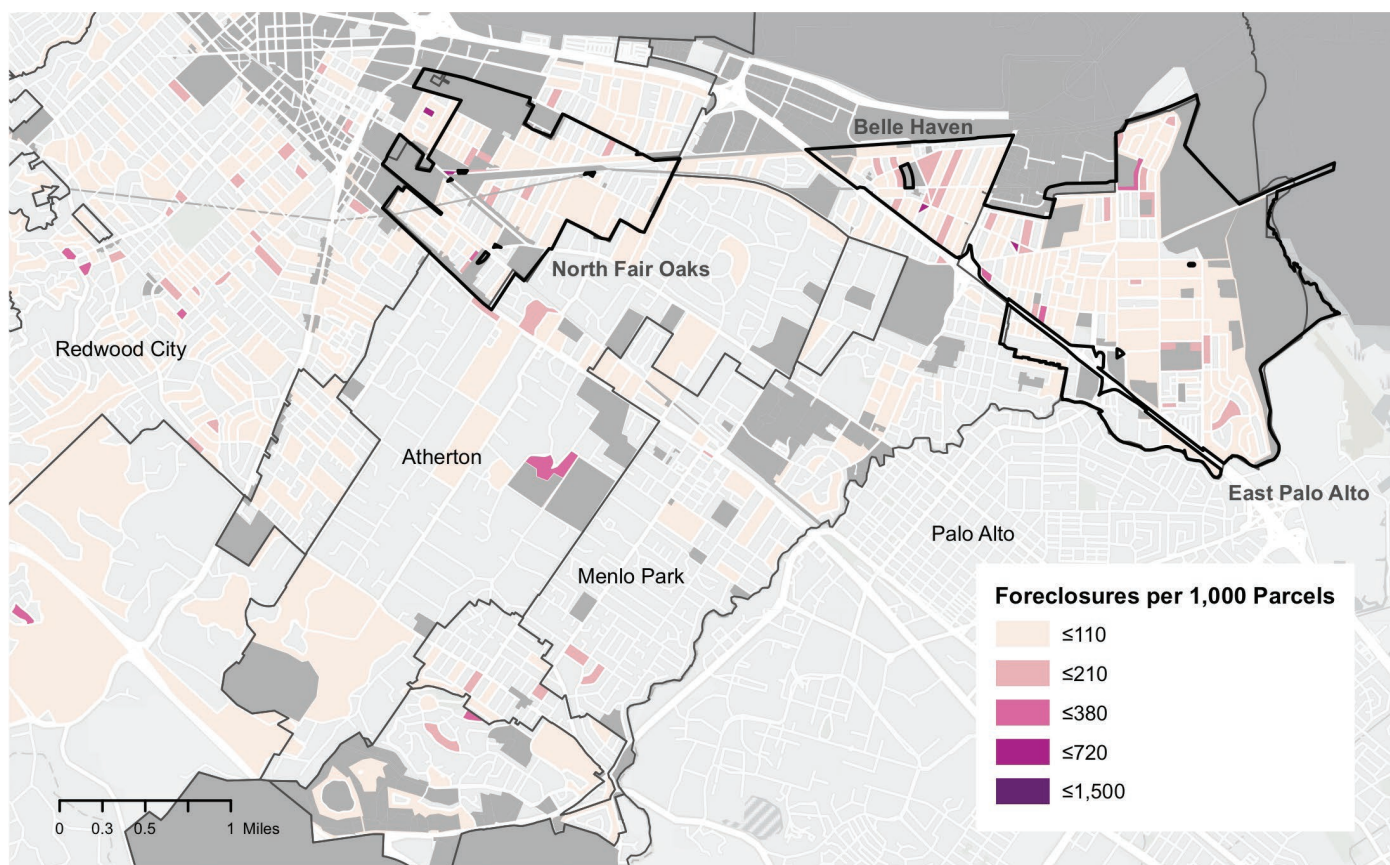 Belle Haven
North Fair Oaks
Redwood City
Atherton
East Palo Alto
Palo Alto
Menlo Park
Foreclosures per 1,000 Parcels
≤110
≤210
≤380
≤720
≤1,500
0 0.3 0.5 1 Miles